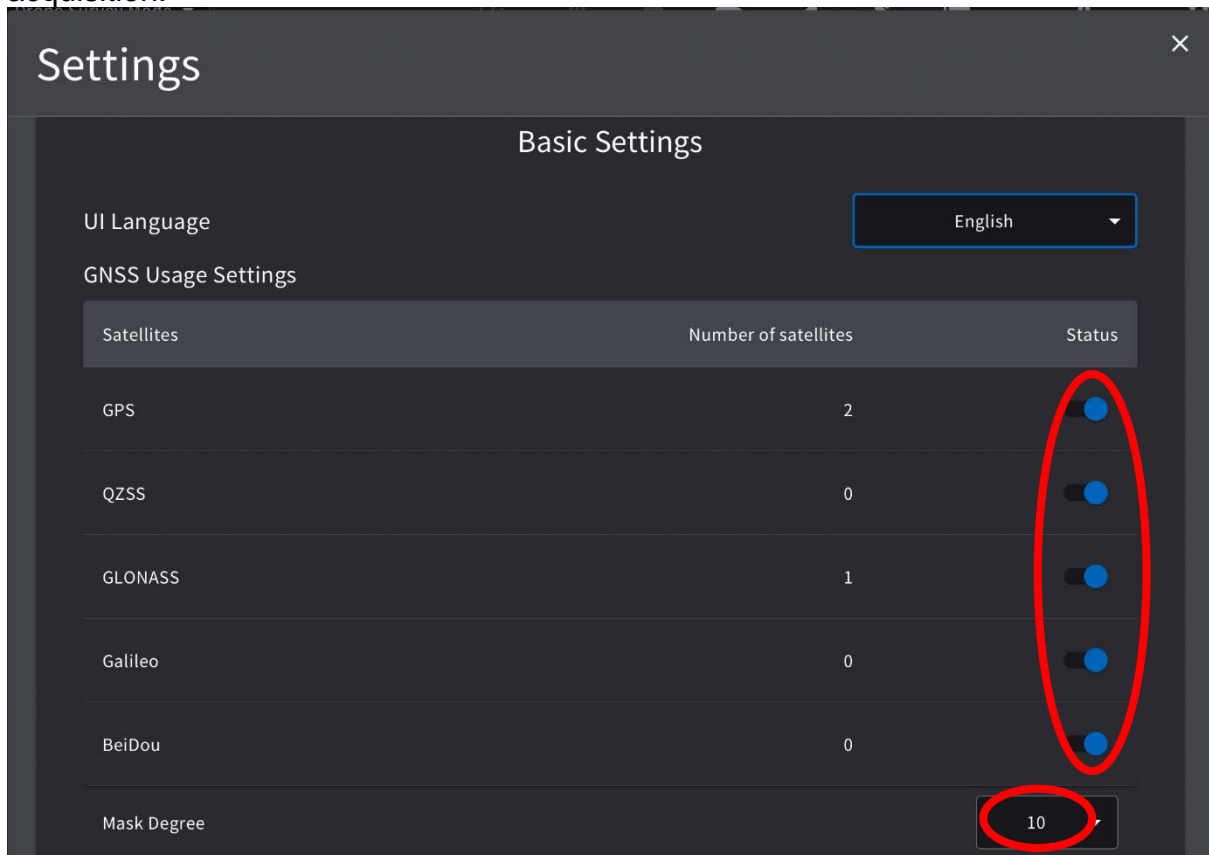 Settings
Basic Settings
UI Language English
GNSS Usage Settings
Satellites Number of satellites Status
GPS 2
QZSS 0
GLONASS 1
Galileo 0
BeiDou 0
Mask Degree 10